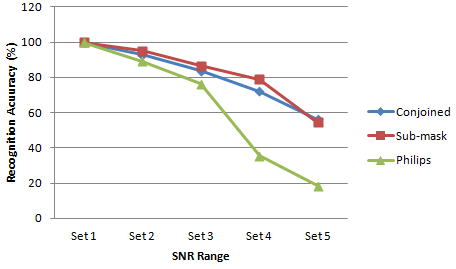 120
100
80
60
40
20
0
Recognition Acuuracy (%)
Set 1 Set 2 Set 3 Set 4 Set 5
SNR Range
Conjoined
Sub-mask
Philips